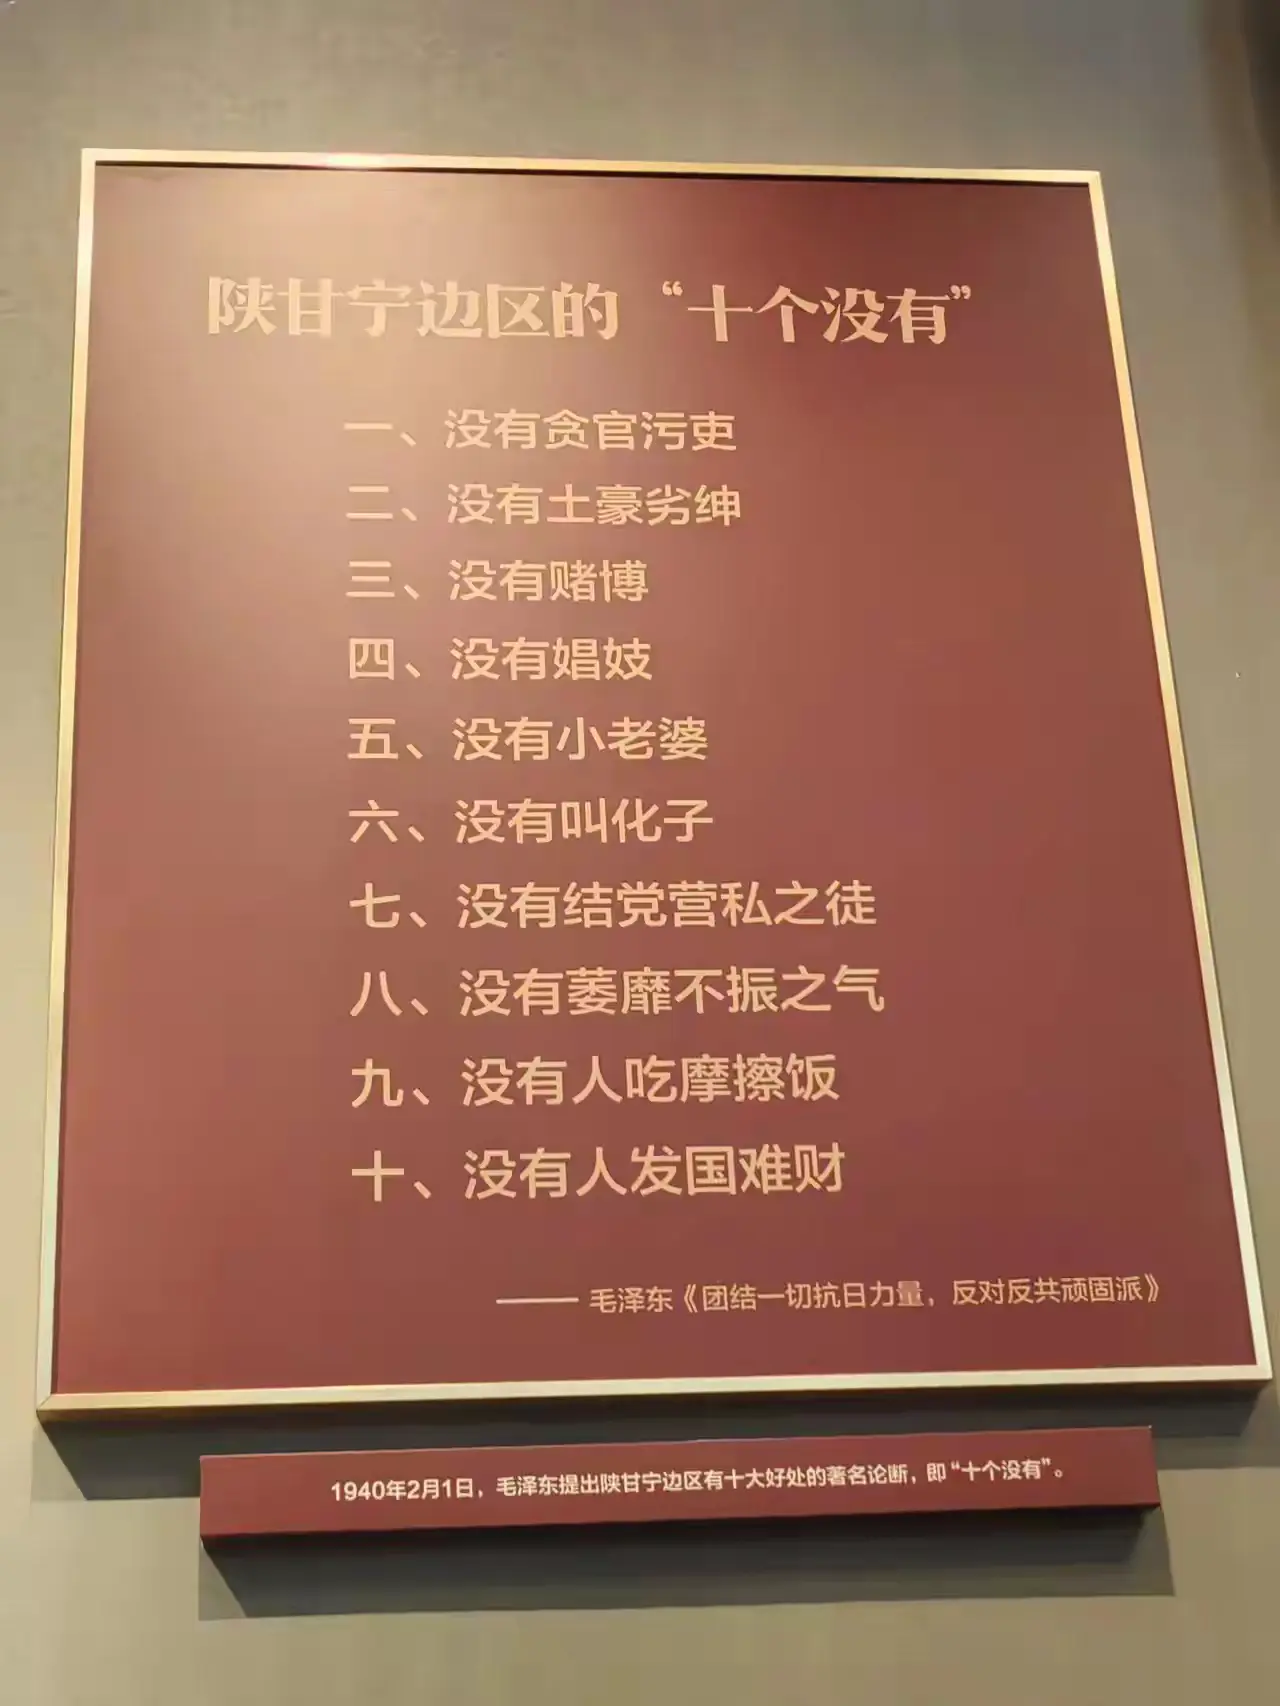 陕甘宁边区的“十个没有”
一、没有贪官污吏
二、没有土豪劣绅
三、没有赌博
四、没有娼妓
五、没有小老婆
六、没有叫化子
七、没有结党营私之徒
八、没有萎靡不振之气
九、没有人吃摩擦饭
十、没有人发国难财
—— 毛泽东《团结一切抗日力量，反对反共顽固派》
1940年2月1日，毛泽东提出陕甘宁边区有十大好处的著名论断，即“十个没有”。